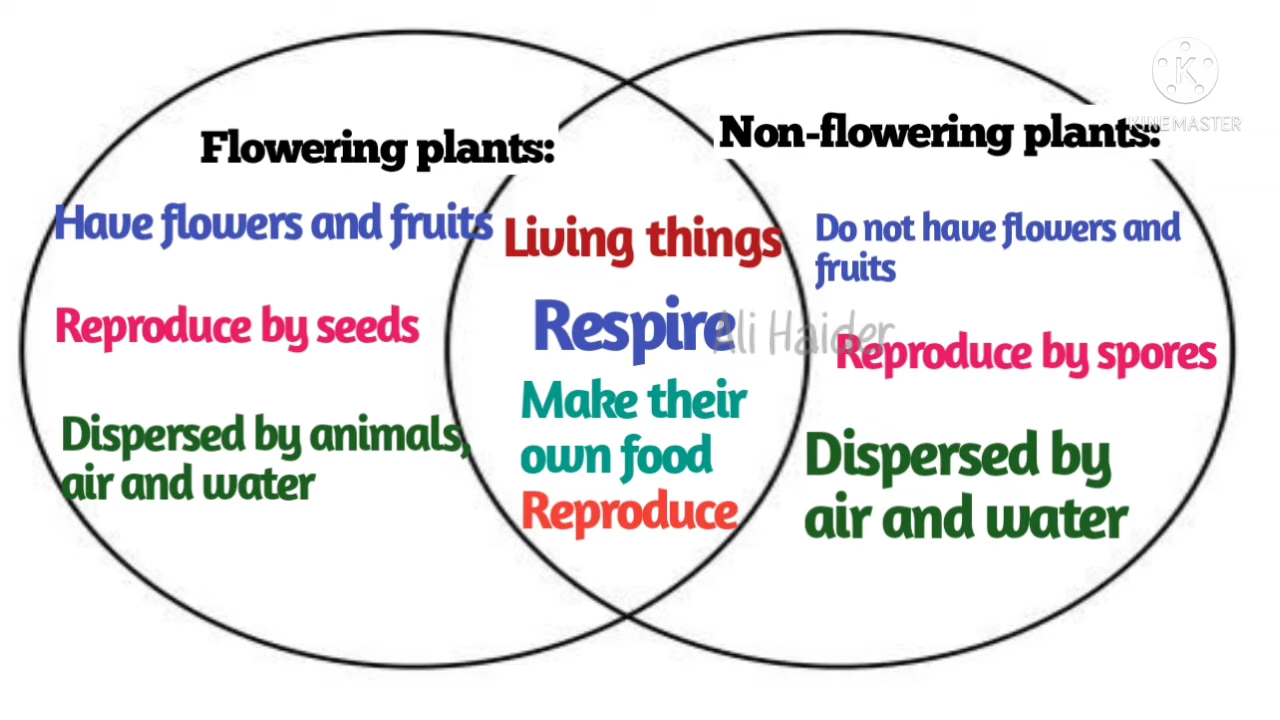 Flowering plants:
Have flowers and fruits
Reproduce by seeds
Dispersed by animals,
air and water
Living things
Respire
Make their
own food
Reproduce
Non-flowering plants:
Do not have flowers and
fruits
Reproduce by spores
Dispersed by
air and water
Ali Haider
K
KINEMASTER